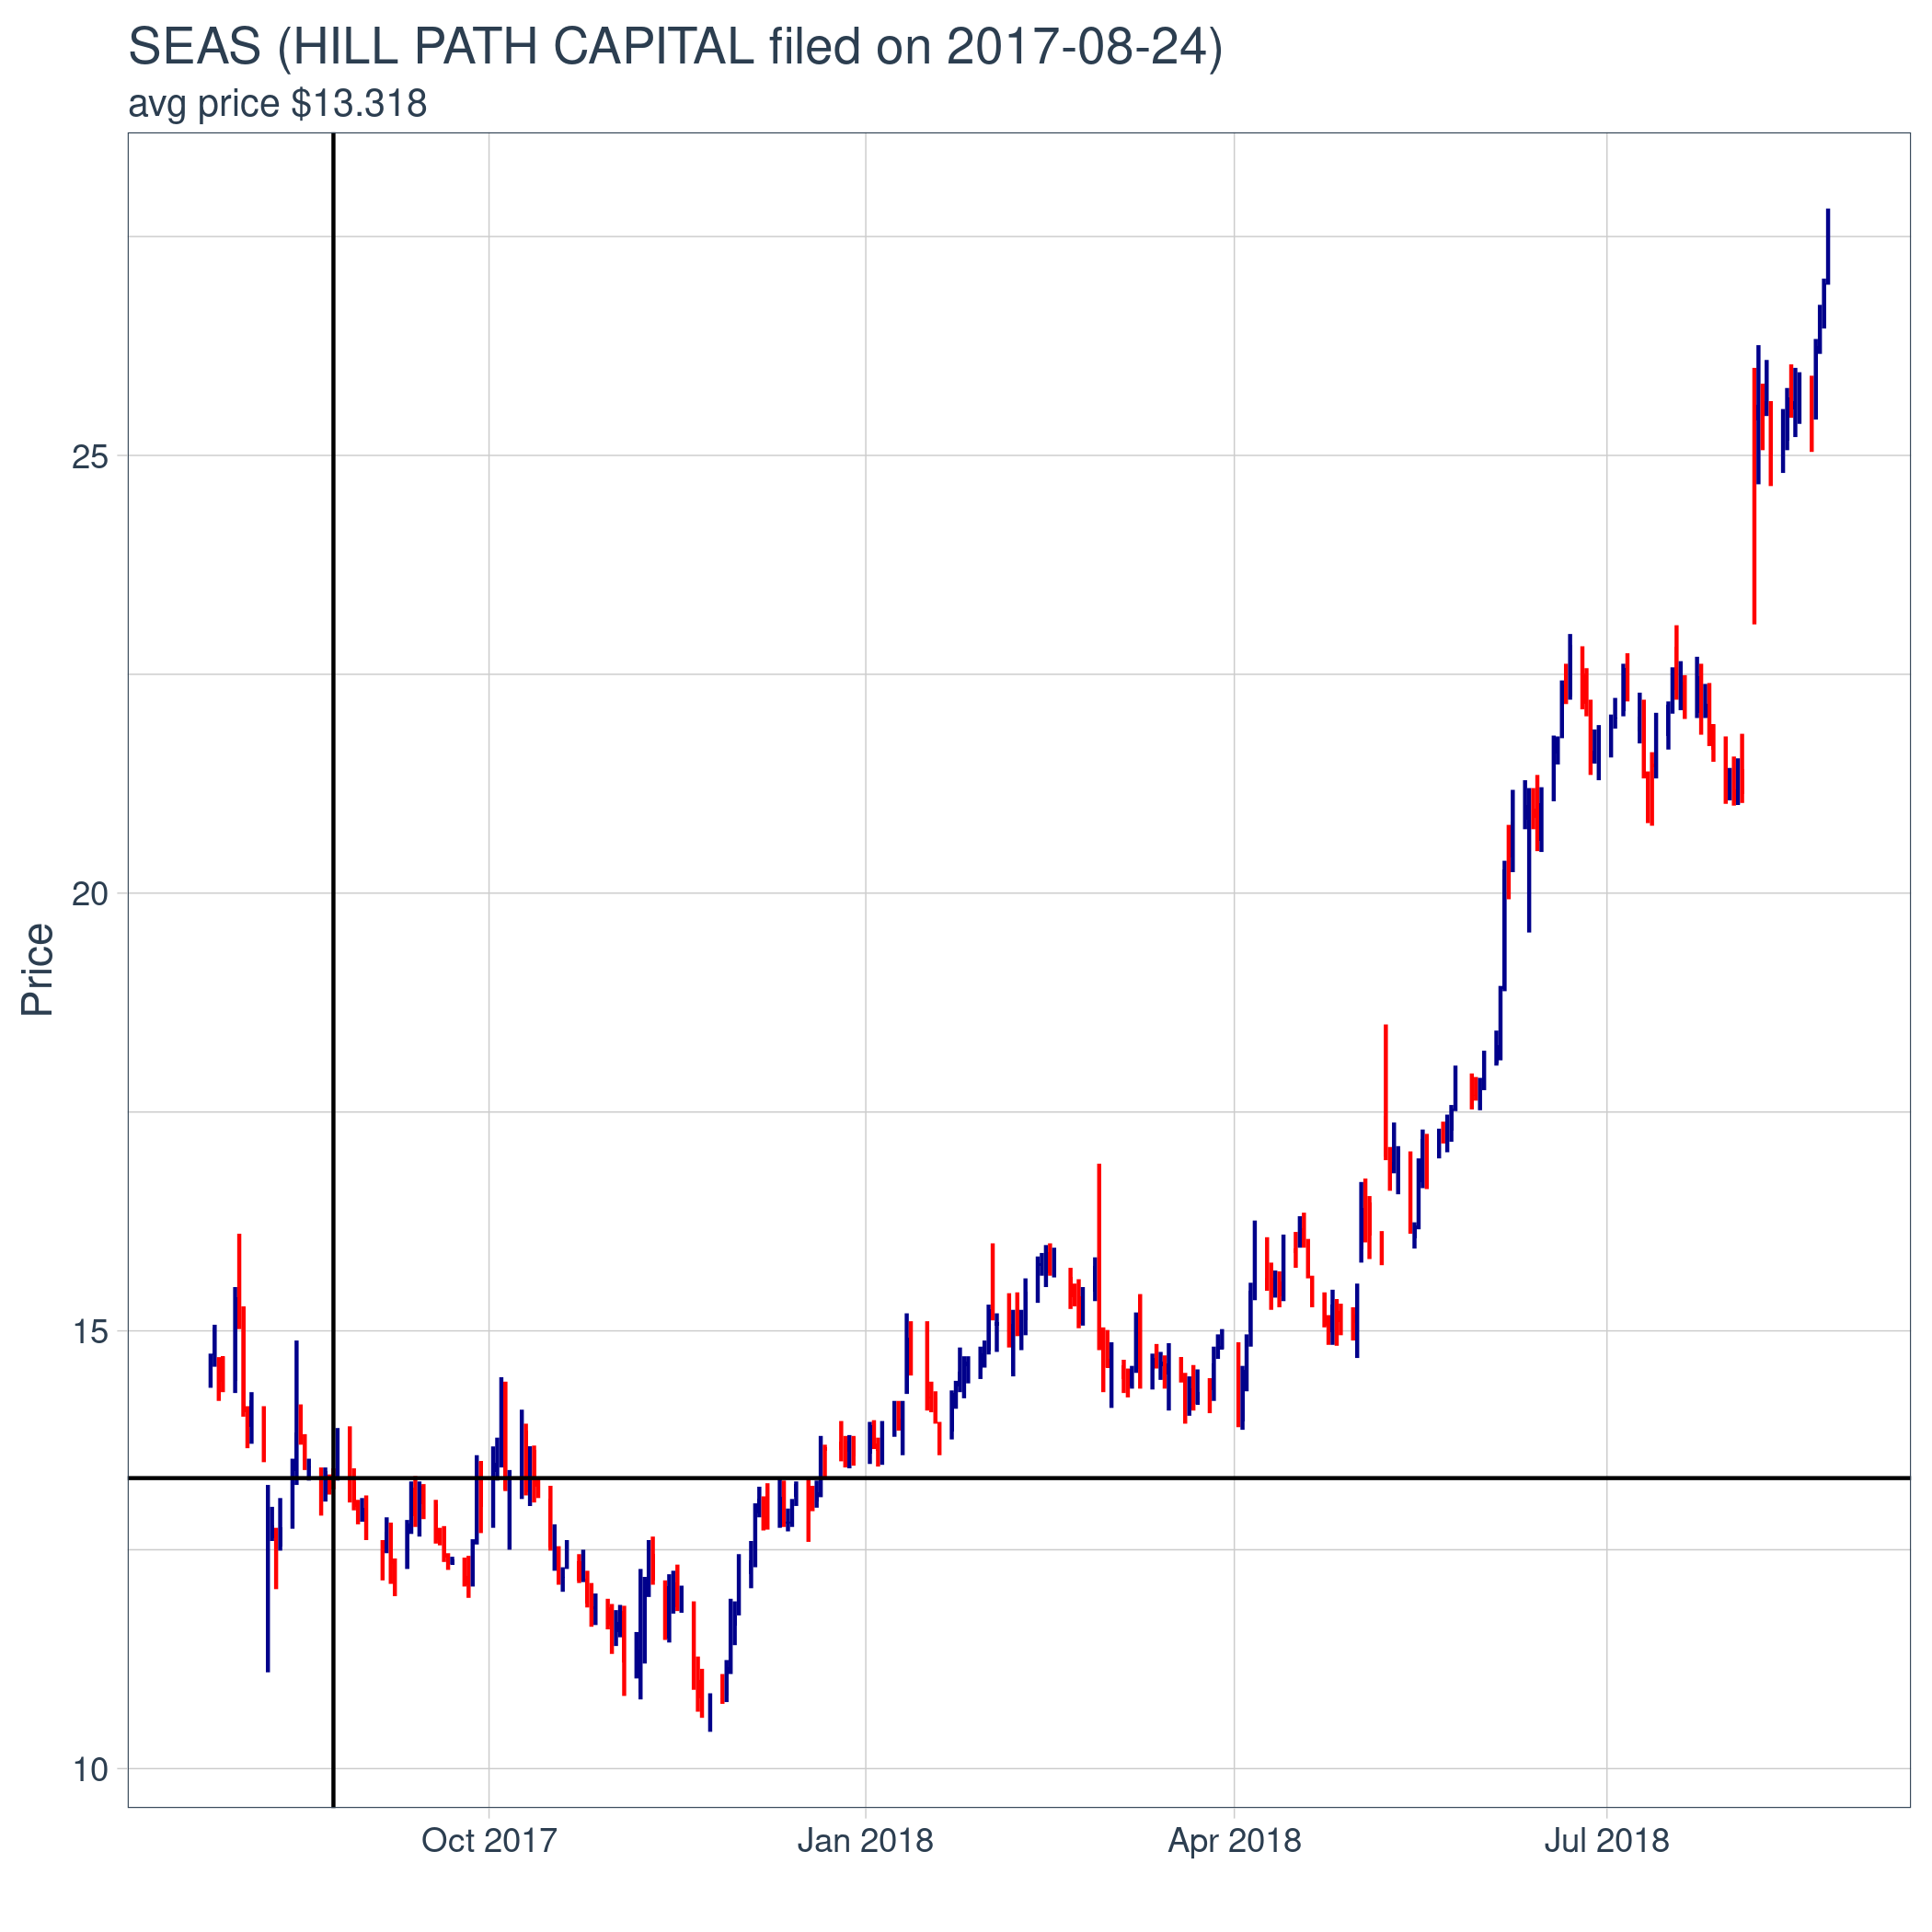 SEAS (HILL PATH CAPITAL filed on 2017-08-24)
avg price $13.318
25
20
15
10
Price
Oct 2017
Jan 2018
Apr 2018
Jul 2018